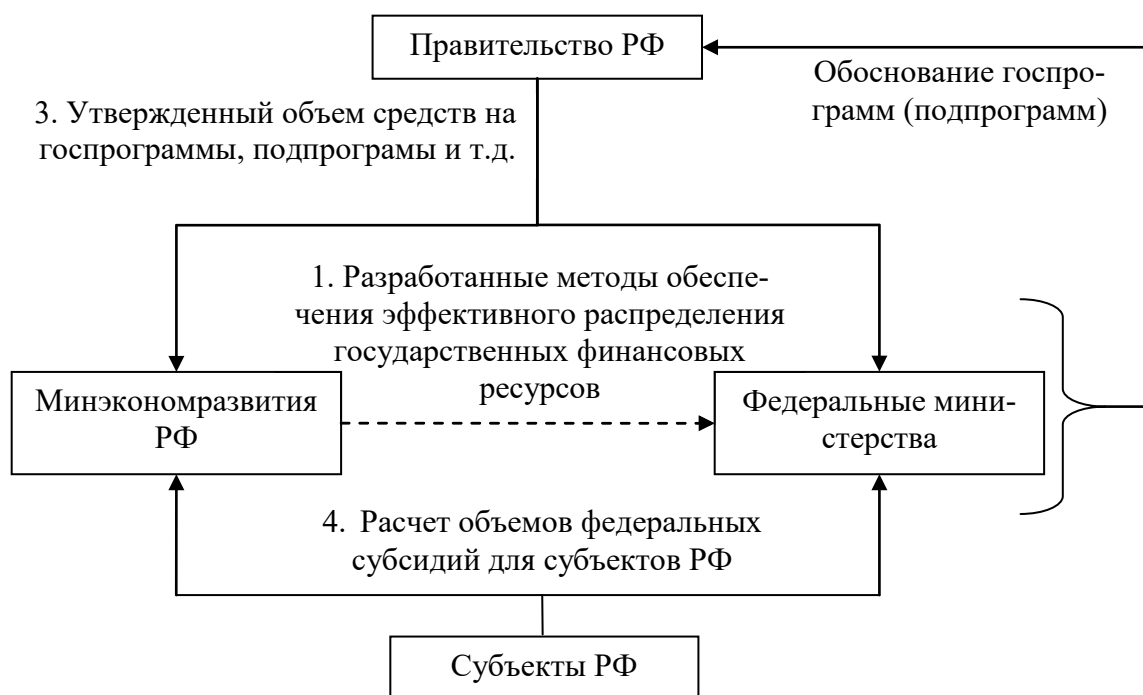 Правительство РФ
Обоснование госпро-
грамм (подпрограмм)
3. Утвержденный объем средств на
госпрограммы, подпрограмы и т.д.
1. Разработанные методы обеспе-
чения эффективного распределения
государственных финансовых
ресурсов
Минэкономразвития
РФ
Федеральные мини-
стерства
4. Расчет объемов федеральных
субсидий для субъектов РФ
Субъекты РФ